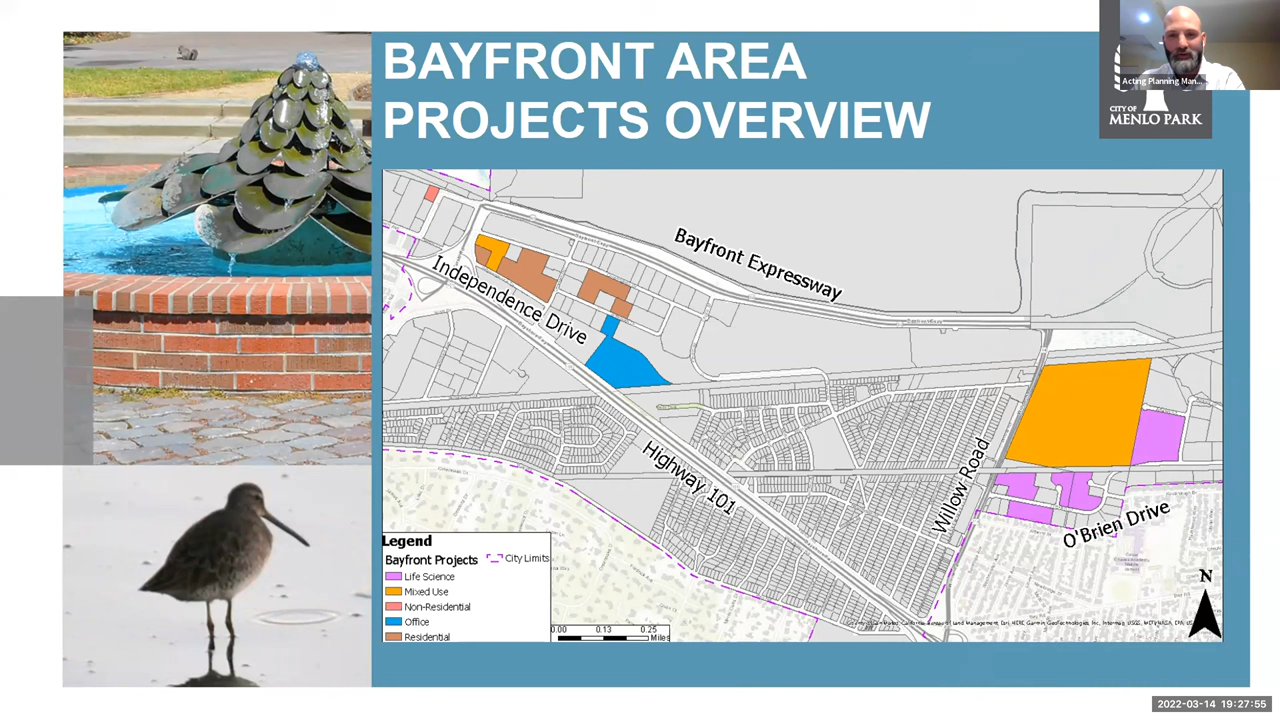 BAYFRONT AREA
PROJECTS OVERVIEW
Acting Planning Man...
CITY OF
MENLO PARK
Bayfront Expressway
Independence Drive
Highway 101
Willow Road
O'Brien Drive
Legend
Bayfront Projects
City Limits
Life Science
Mixed Use
Non-Residential
Office
Residential
0.00 0.13 0.25
Miles
N
2022-03-14 19:27:55